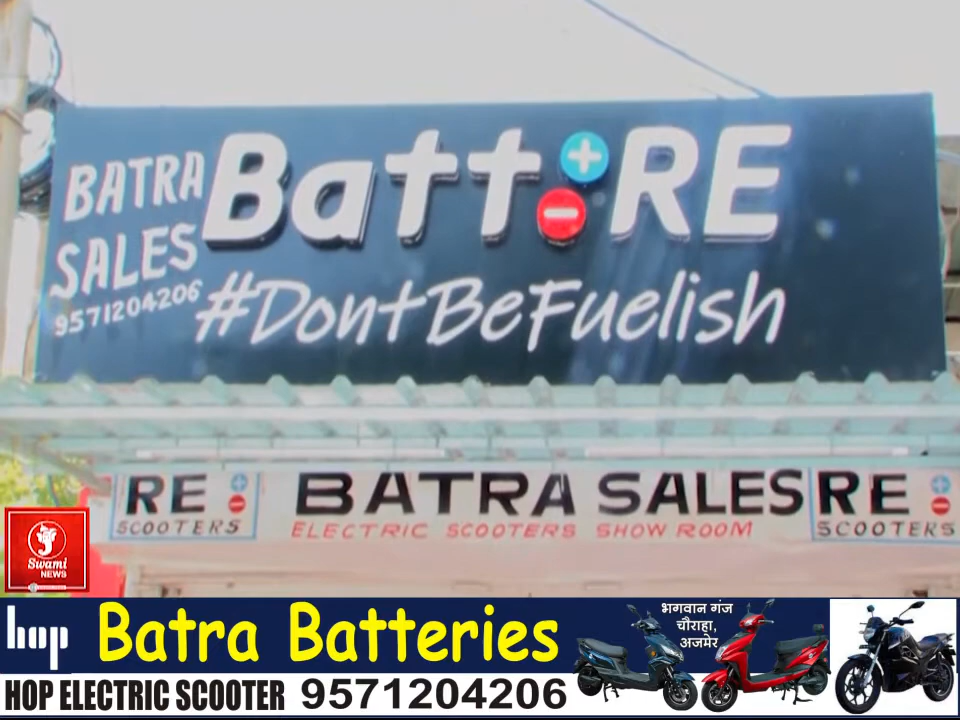 BATRA
SALES
9571204206
Batt:RE
#DontBeFuelish
RE
SCOOTERS
BATRA SALES
ELECTRIC SCOOTERS SHOW ROOM
RE
SCOOTERS
Swami
NEWS
hop
Batra Batteries
भगवान गंज
चौराहा,
अजमेर
HOP ELECTRIC SCOOTER
9571204206